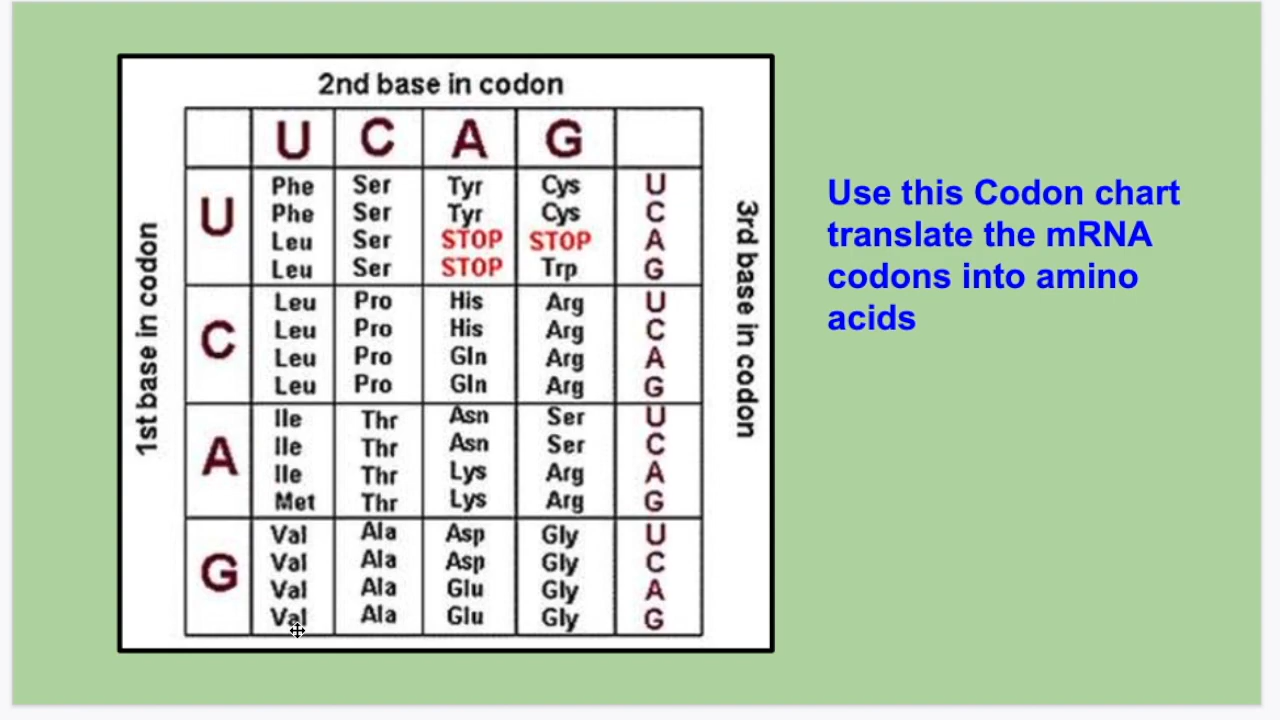 2nd base in codon
U C A G
1st base in codon
U
Phe Ser Tyr Cys U
Phe Ser Tyr Cys C
Leu Ser STOP STOP A
Leu Ser STOP Trp G
C
Leu Pro His Arg U
Leu Pro His Arg C
Leu Pro Gln Arg A
Leu Pro Gln Arg G
A
Ile Thr Asn Ser U
Ile Thr Asn Ser C
Ile Thr Lys Arg A
Met Thr Lys Arg G
G
Val Ala Asp Gly U
Val Ala Asp Gly C
Val Ala Glu Gly A
Val Ala Glu Gly G
3rd base in codon
Use this Codon chart
translate the mRNA
codons into amino
acids